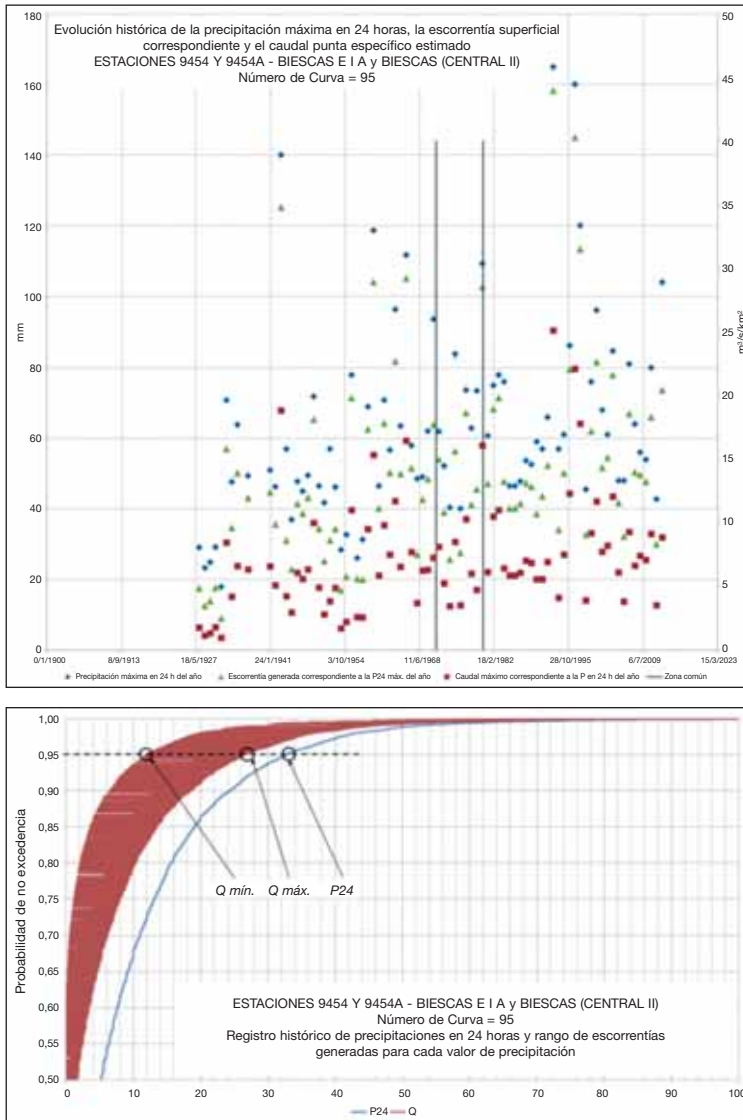 Evolución histórica de la precipitación máxima en 24 horas, la escorrentía superficial
correspondiente y el caudal punta específico estimado
ESTACIONES 9454 Y 9454A - BIESCAS E I A y BIESCAS (CENTRAL II)
Número de Curva = 95
180
160
140
120
100
80
60
40
20
0
mm
50
45
40
35
30
25
20
15
10
5
0
m³/s/km²
0/1/1900 8/9/1913 18/5/1927 24/1/1941 3/10/1954 11/6/1968 18/2/1982 28/10/1995 6/7/2009 15/3/2023
Precipitación máxima en 24 h del año Escorrentía generada correspondiente a la P24 máx. del año Caudal máximo correspondiente a la P en 24 h del año Zona común
1,00
0,95
0,90
0,85
0,80
0,75
0,70
0,65
0,60
0,55
0,50
Probabilidad de no excedencia
Q mín. Q máx. P24
ESTACIONES 9454 Y 9454A - BIESCAS E I A y BIESCAS (CENTRAL II)
Número de Curva = 95
Registro histórico de precipitaciones en 24 horas y rango de escorrentías
generadas para cada valor de precipitación
0 10 20 30 40 50 60 70 80 90 100
P24 Q